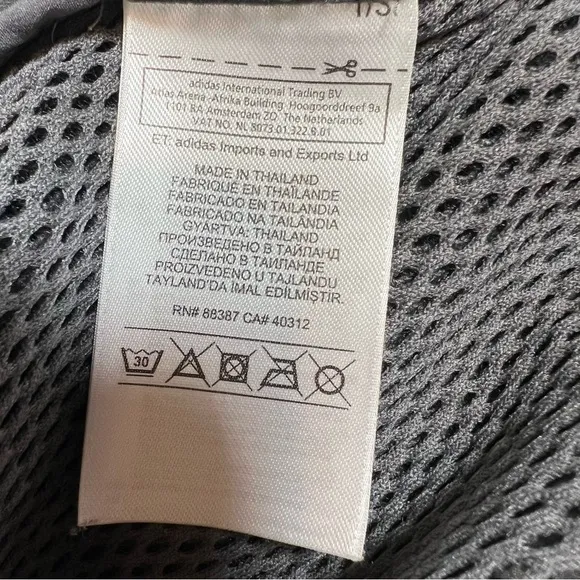 1/3
adidas International Trading BV
Atlas Arena -Afrika Building Hoogoorddreef 9a
1101 BA Amsterdam ZO The Netherlands
VAT NO. NL 8073.01.322.B.01
ET: adidas Imports and Exports Ltd
MADE IN THAILAND
FABRIQUÉ EN THAÏLANDE
FABRICADO EN TAILANDIA
FABRICADO NA TAILÂNDIA
GYÁRTVA: THAILAND
ПРОИЗВЕДЕНО В ТАЙЛАНД
СДЕЛАНО В ТАИЛАНДЕ
PROIZVEDENO U TAJLANDU
TAYLAND'DA İMAL EDİLMİŞTİR.
RN# 88387 CA# 40312
30